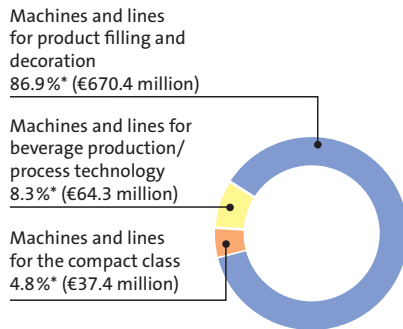 Machines and lines
for product filling and
decoration
86.9%* (€670.4 million)
Machines and lines for
beverage production/
process technology
8.3%* (€64.3 million)
Machines and lines
for the compact class
4.8%* (€37.4 million)